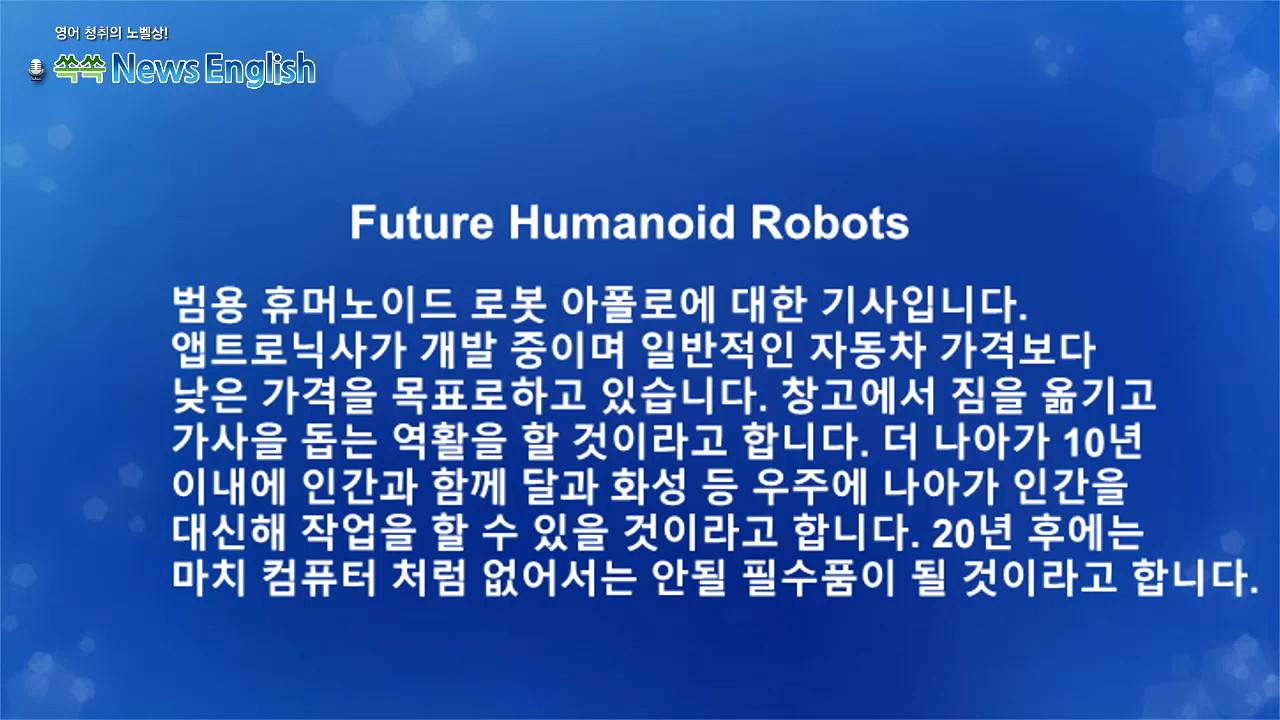 영어 청취의 노벨상!
쏙쏙 News English
Future Humanoid Robots
범용 휴머노이드 로봇 아폴로에 대한 기사입니다.
앱트로닉사가 개발 중이며 일반적인 자동차 가격보다
낮은 가격을 목표로하고 있습니다. 창고에서 짐을 옮기고
가사을 돕는 역활을 할 것이라고 합니다. 더 나아가 10년
이내에 인간과 함께 달과 화성 등 우주에 나아가 인간을
대신해 작업을 할 수 있을 것이라고 합니다. 20년 후에는
마치 컴퓨터 처럼 없어서는 안될 필수품이 될 것이라고 합니다.